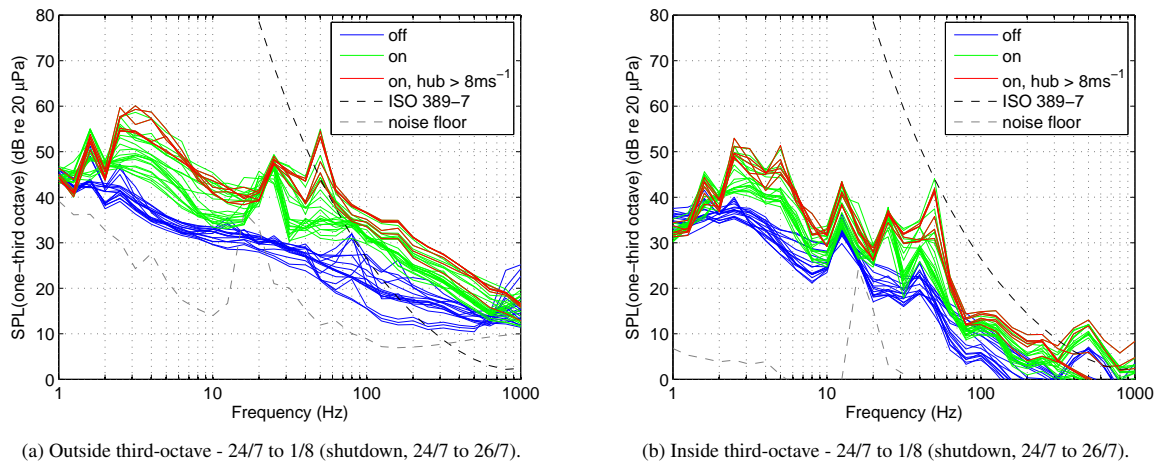 80
70
60
50
40
30
20
10
0
1
10
100
1000
SPL(one−third octave) (dB re 20 µPa)
Frequency (Hz)
off
on
on, hub > 8ms−1
ISO 389−7
noise floor
(a) Outside third-octave - 24/7 to 1/8 (shutdown, 24/7 to 26/7).
80
70
60
50
40
30
20
10
0
1
10
100
1000
SPL(one−third octave) (dB re 20 µPa)
Frequency (Hz)
off
on
on, hub > 8ms−1
ISO 389−7
noise floor
(b) Inside third-octave - 24/7 to 1/8 (shutdown, 24/7 to 26/7).